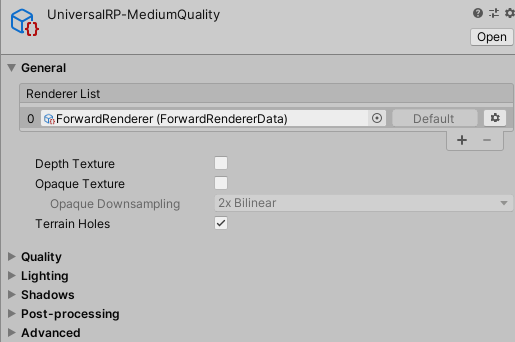 UniversalRP-MediumQuality
Open
General
Renderer List
0 ForwardRenderer (ForwardRendererData) Default
Depth Texture
Opaque Texture
Opaque Downsampling 2x Bilinear
Terrain Holes
Quality
Lighting
Shadows
Post-processing
Advanced